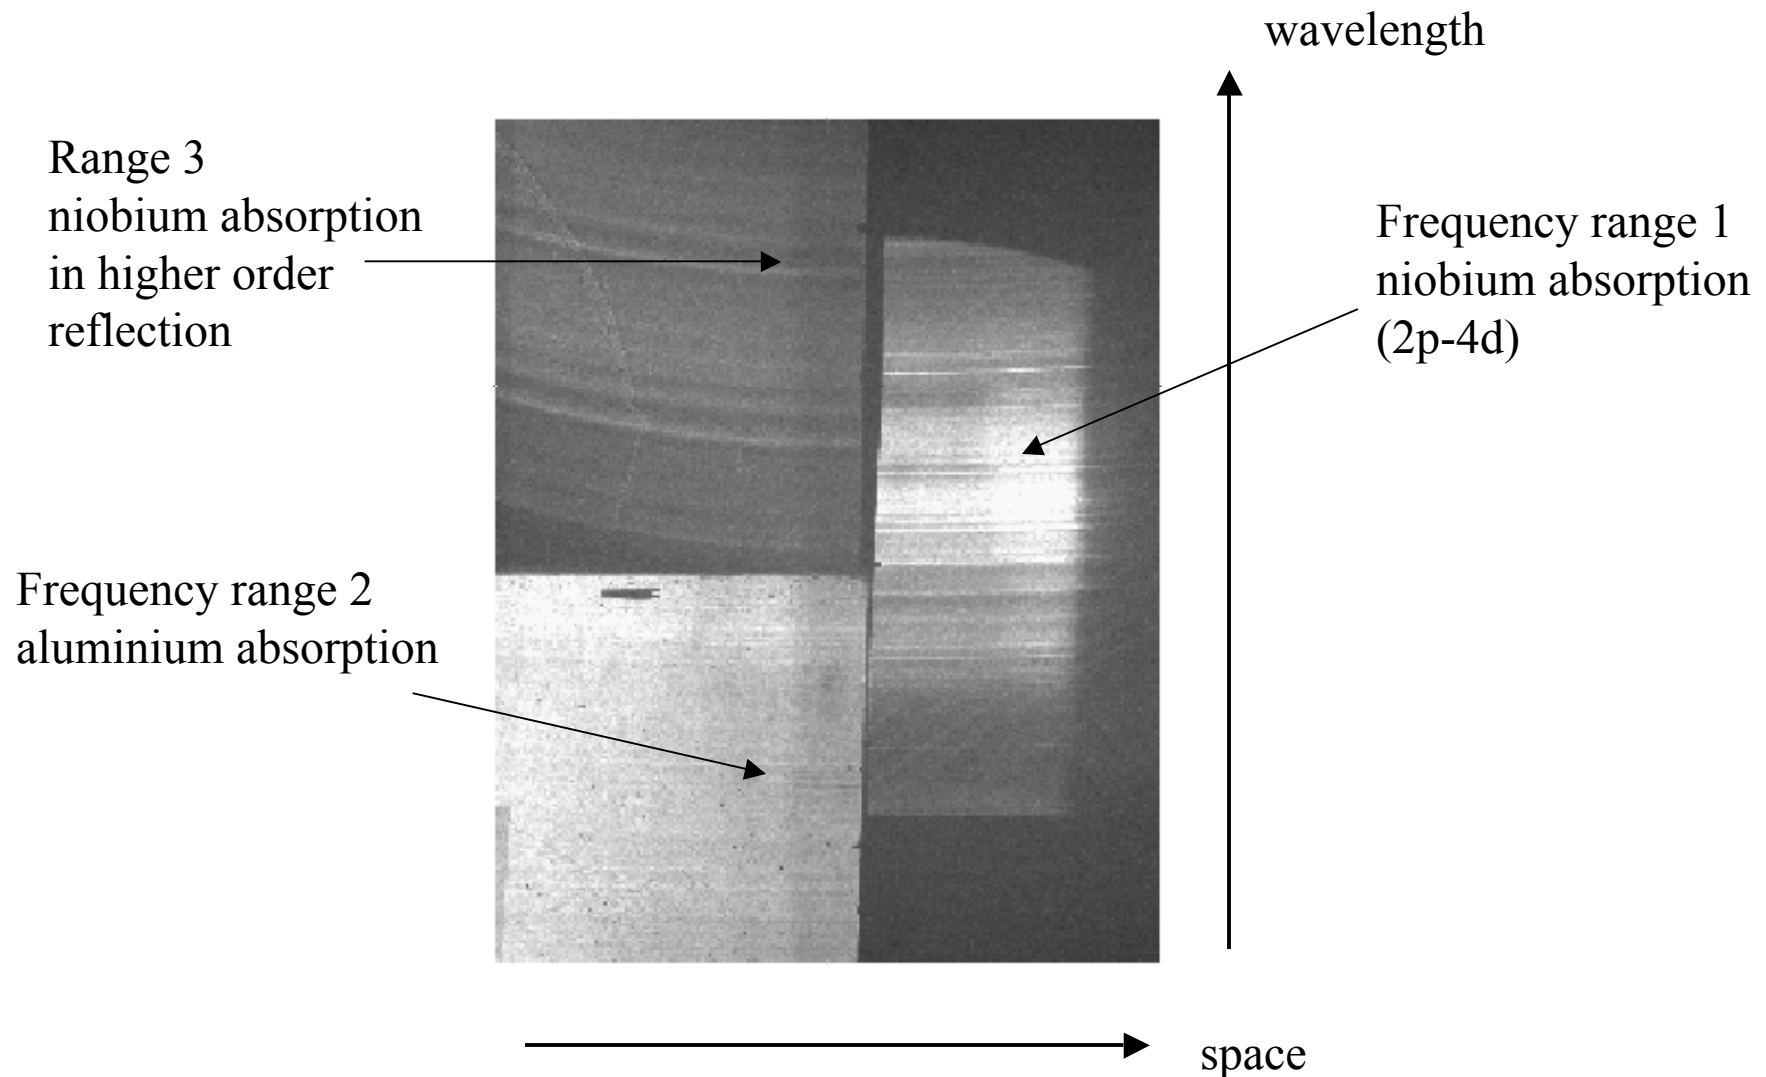 wavelength
Range 3
niobium absorption
in higher order
reflection
Frequency range 1
niobium absorption
(2p-4d)
Frequency range 2
aluminium absorption
space